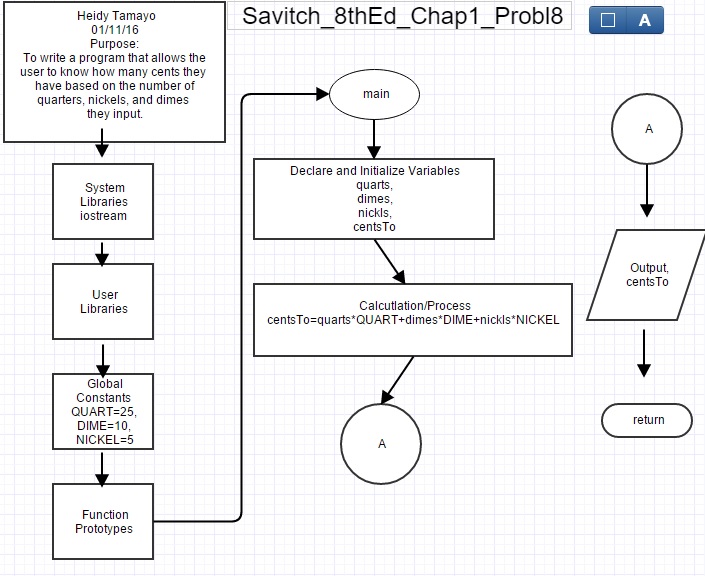 Savitch_8thEd_Chap1_Probl8
A
Heidy Tamayo
01/11/16
Purpose:
To write a program that allows the
user to know how many cents they
have based on the number of
quarters, nickels, and dimes
they input.
System
Libraries
iostream
User
Libraries
Global
Constants
QUART=25,
DIME=10,
NICKEL=5
Function
Prototypes
main
Declare and Initialize Variables
quarts,
dimes,
nickls,
centsTo
Calcutlation/Process
centsTo=quarts*QUART+dimes*DIME+nickls*NICKEL
A
A
Output,
centsTo
return